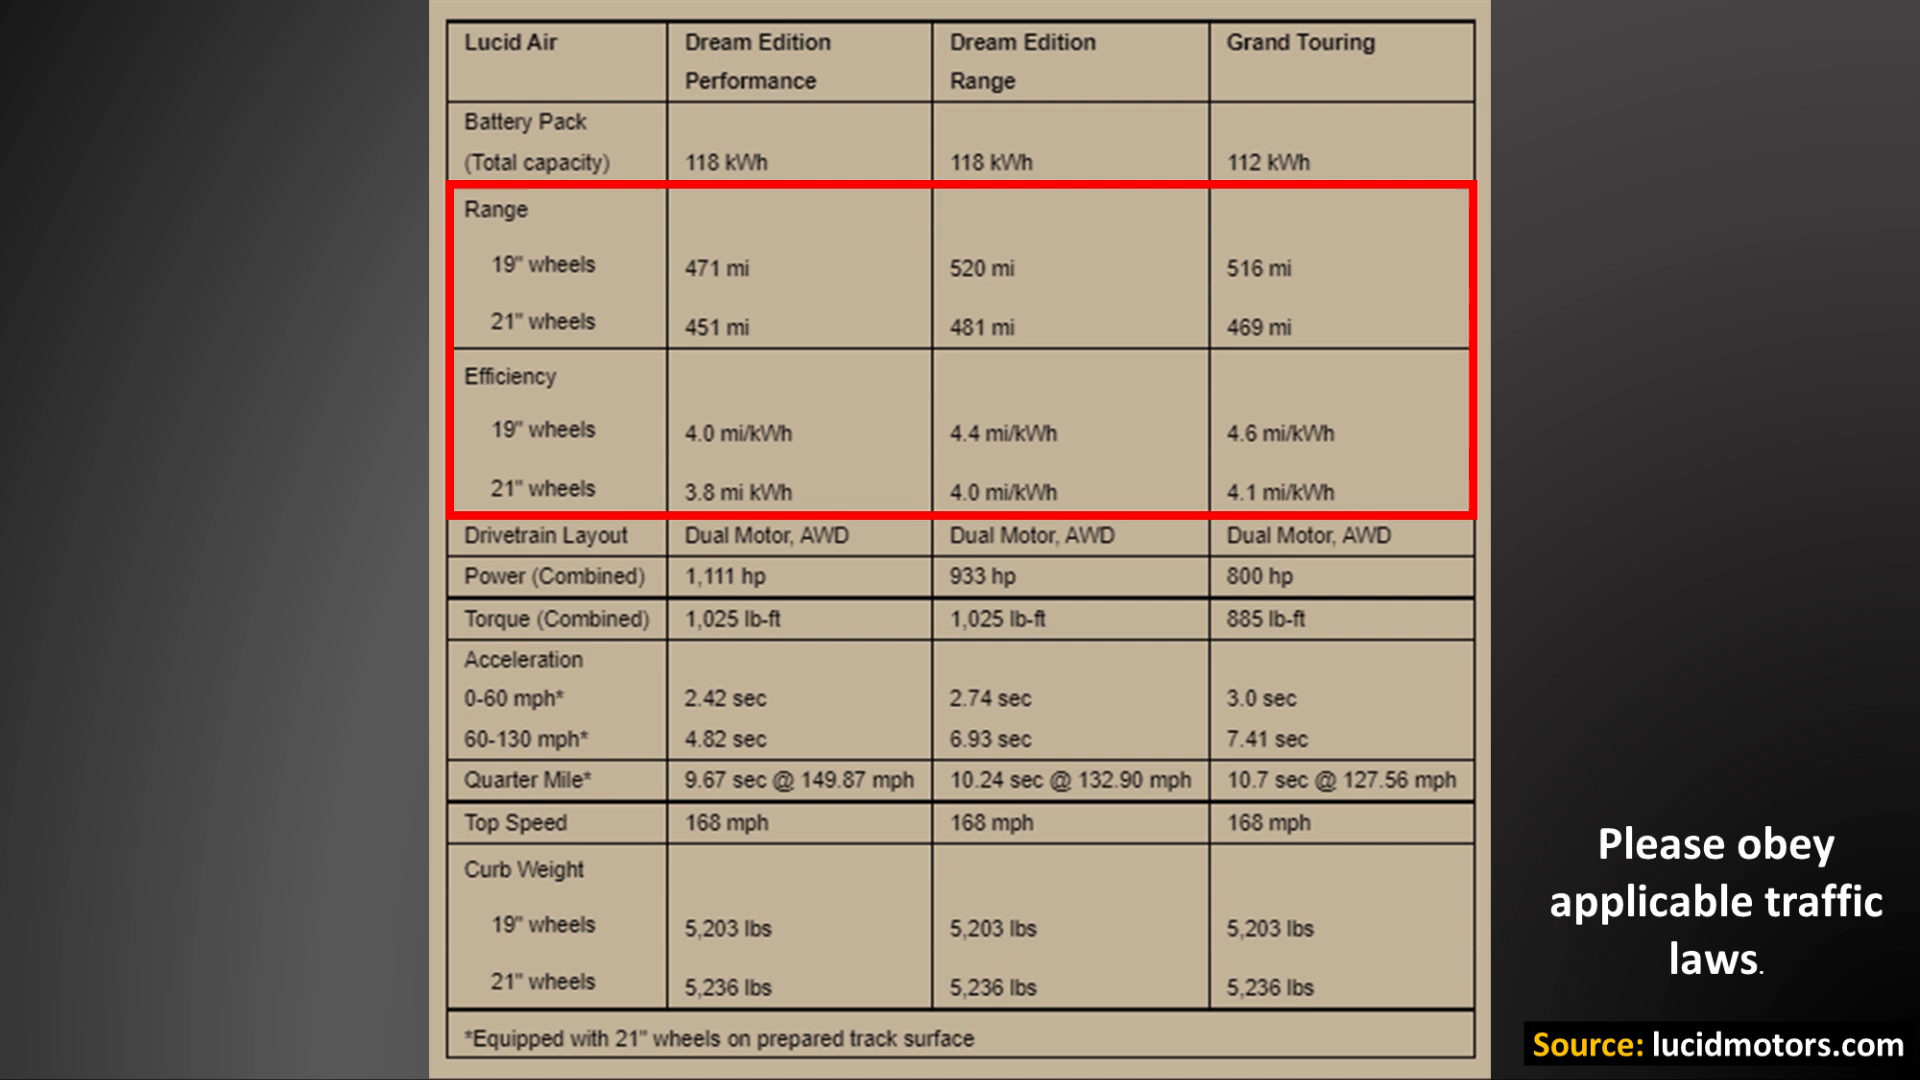 Lucid Air Dream Edition Performance Dream Edition Range Grand Touring
Battery Pack
(Total capacity) 118 kWh 118 kWh 112 kWh
Range
19" wheels 471 mi 520 mi 516 mi
21" wheels 451 mi 481 mi 469 mi
Efficiency
19" wheels 4.0 mi/kWh 4.4 mi/kWh 4.6 mi/kWh
21" wheels 3.8 mi kWh 4.0 mi/kWh 4.1 mi/kWh
Drivetrain Layout Dual Motor, AWD Dual Motor, AWD Dual Motor, AWD
Power (Combined) 1,111 hp 933 hp 800 hp
Torque (Combined) 1,025 lb-ft 1,025 lb-ft 885 lb-ft
Acceleration
0-60 mph* 2.42 sec 2.74 sec 3.0 sec
60-130 mph* 4.82 sec 6.93 sec 7.41 sec
Quarter Mile* 9.67 sec @ 149.87 mph 10.24 sec @ 132.90 mph 10.7 sec @ 127.56 mph
Top Speed 168 mph 168 mph 168 mph
Curb Weight
19" wheels 5,203 lbs 5,203 lbs 5,203 lbs
21" wheels 5,236 lbs 5,236 lbs 5,236 lbs
*Equipped with 21" wheels on prepared track surface
Please obey
applicable traffic
laws.
Source: lucidmotors.com